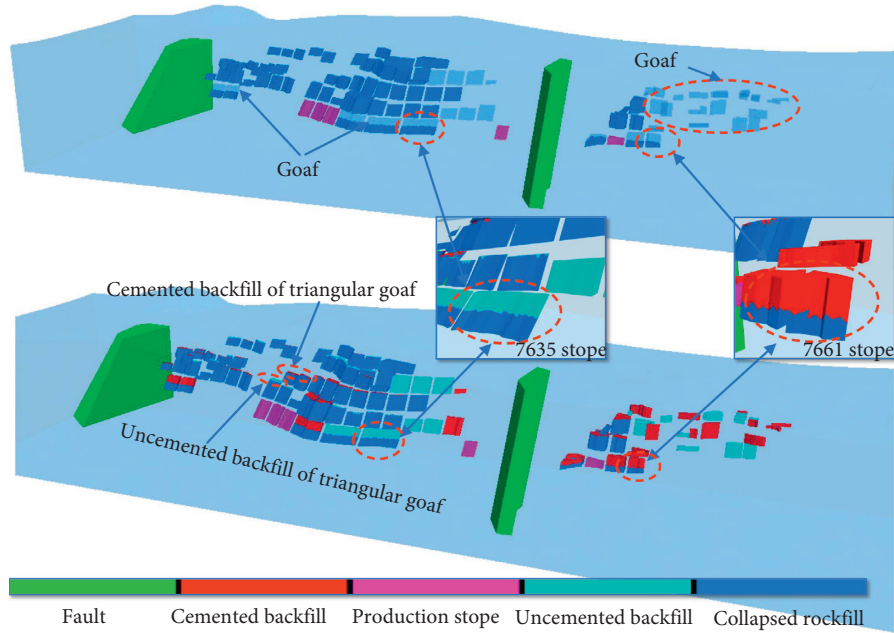 Goaf
Goaf
Cemented backfill of triangular goaf
7635 stope
7661 stope
Uncemented backfill of triangular goaf
Fault
Cemented backfill
Production stope
Uncemented backfill
Collapsed rockfill